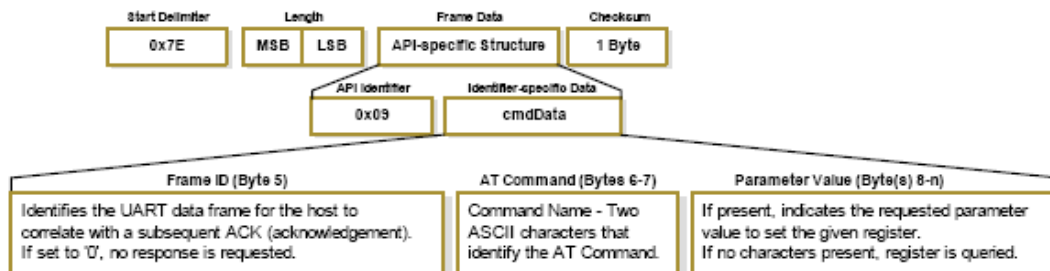 Start Delimiter Length Frame Data Checksum
0x7E MSB LSB API-specific Structure 1 Byte
API Identifier Identifier-specific Data
0x09 cmdData
Frame ID (Byte 5)
Identifies the UART data frame for the host to
correlate with a subsequent ACK (acknowledgement).
If set to '0', no response is requested.
AT Command (Bytes 6-7)
Command Name - Two
ASCII characters that
identify the AT Command.
Parameter Value (Byte(s) 8-n)
If present, indicates the requested parameter
value to set the given register.
If no characters present, register is queried.